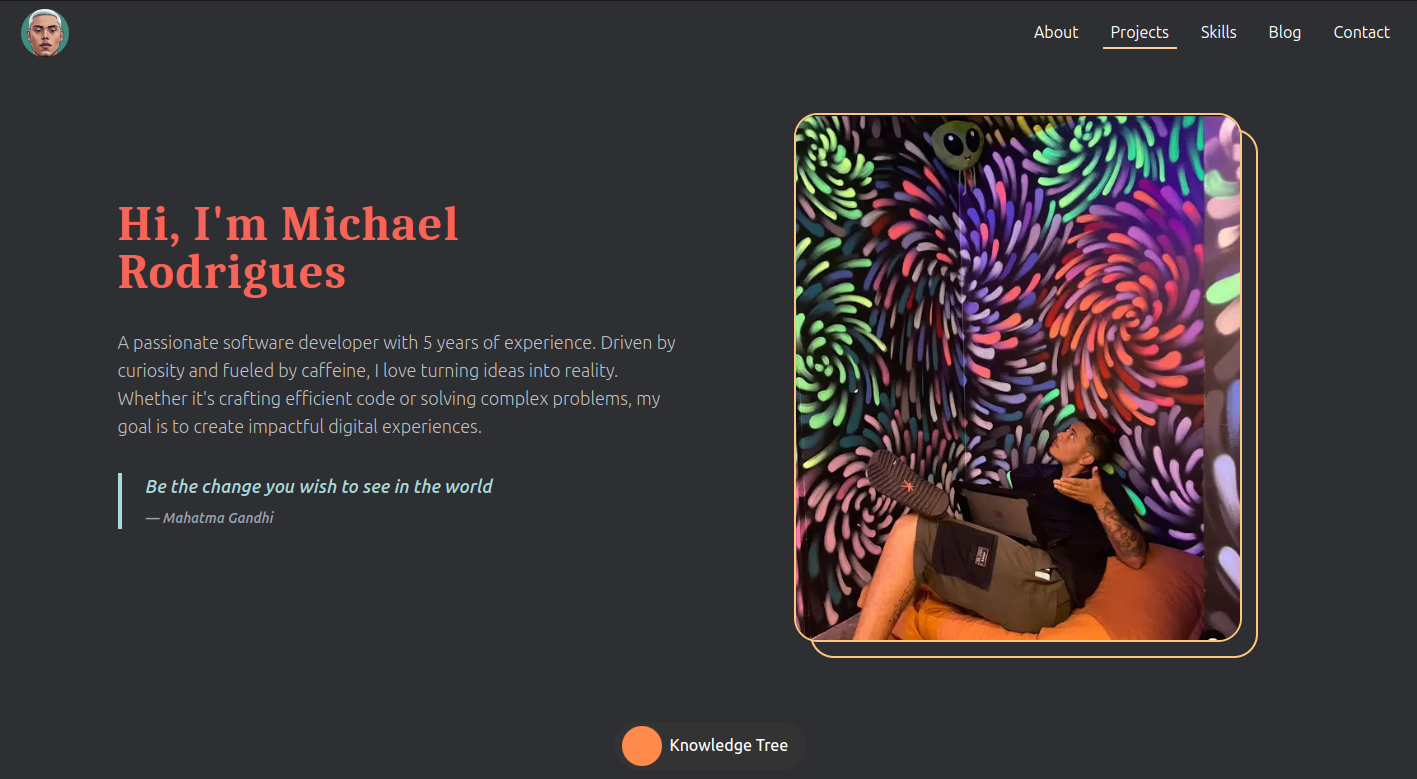 About
Projects
Skills
Blog
Contact
Hi, I'm Michael
Rodrigues
A passionate software developer with 5 years of experience. Driven by
curiosity and fueled by caffeine, I love turning ideas into reality.
Whether it's crafting efficient code or solving complex problems, my
goal is to create impactful digital experiences.
Be the change you wish to see in the world
— Mahatma Gandhi
Knowledge Tree